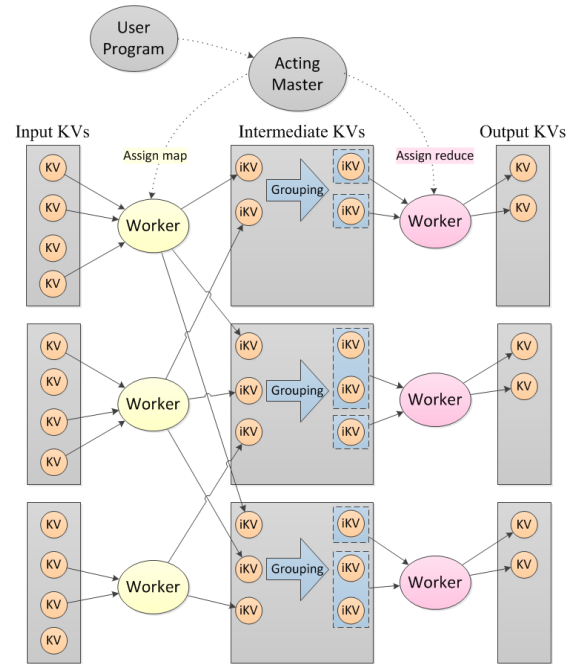 User
Program
Acting
Master
Input KVs
Intermediate KVs
Output KVs
Assign map
Assign reduce
KV
KV
KV
KV
Worker
iKV
iKV
Grouping
iKV
iKV
Worker
KV
KV
KV
KV
KV
KV
Worker
iKV
iKV
iKV
Grouping
iKV
iKV
iKV
Worker
KV
KV
KV
KV
KV
KV
Worker
iKV
iKV
iKV
Grouping
iKV
iKV
iKV
Worker
KV
KV